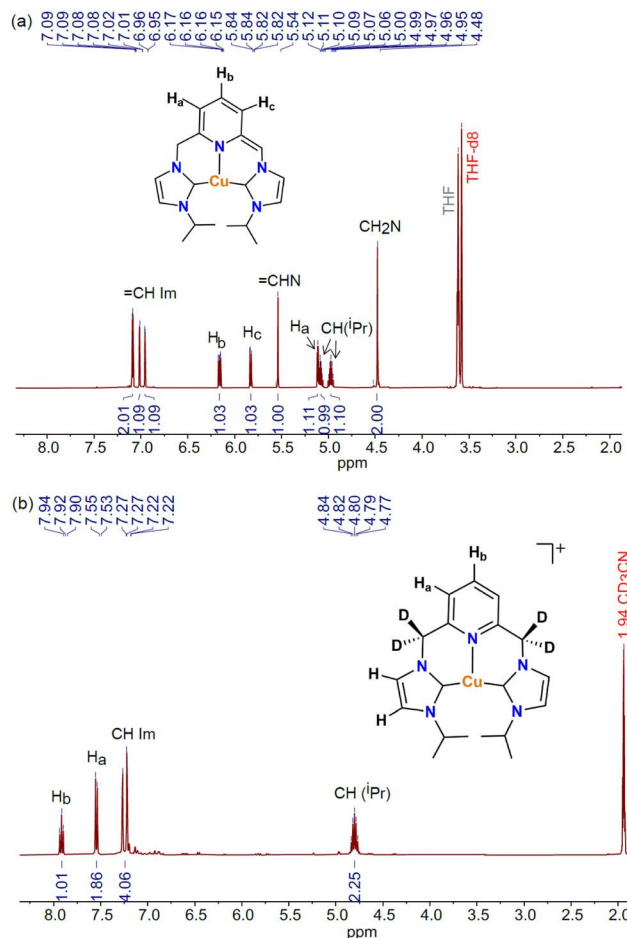 (a)
7.09 7.09 7.08 7.08 7.02 7.01 6.96 6.95 6.17 6.16 6.16 6.15 5.84 5.84 5.82 5.82 5.54 5.12 5.11 5.10 5.09 5.07 5.06 5.00 4.99 4.97 4.96 4.95 4.48
Hb
Ha Hc
N
N Cu N
N N
THF THF-d8
CH2N
=CH Im =CHN
Hb Hc Ha CH(iPr)
2.01 1.09 1.09 1.03 1.03 1.00 1.11 0.99 1.10 2.00
8.0 7.5 7.0 6.5 6.0 5.5 5.0 4.5 4.0 3.5 3.0 2.5 2.0
ppm
(b)
7.94 7.92 7.90 7.55 7.53 7.27 7.27 7.22 7.22 4.84 4.82 4.80 4.79 4.77
+
Hb
Ha
D D
D N D
N N
H Cu
H N N
1.94 CD3CN
CH Im
Hb Ha CH (iPr)
1.01 1.86 4.06 2.25
8.0 7.5 7.0 6.5 6.0 5.5 5.0 4.5 4.0 3.5 3.0 2.5 2.0
ppm